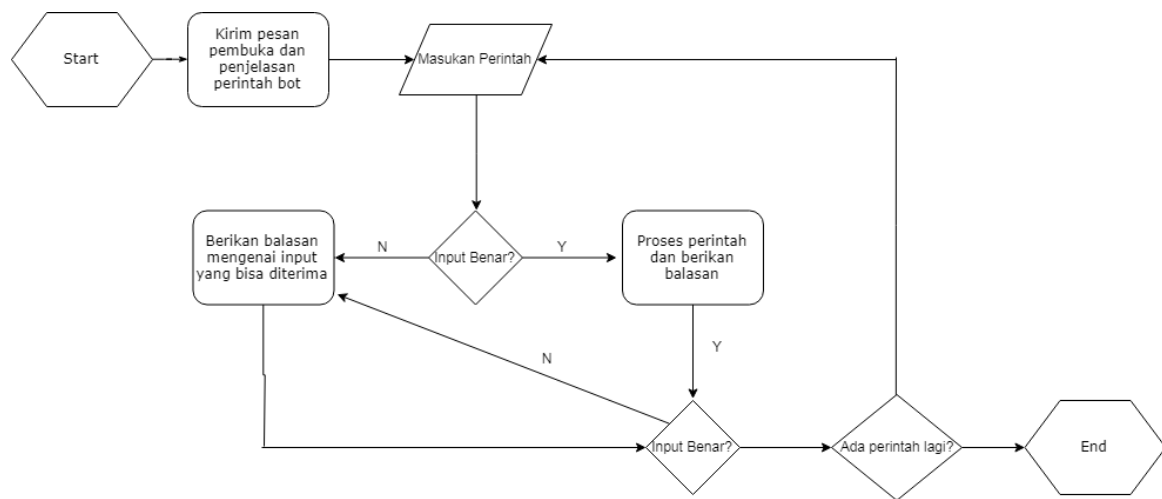 Start
Kirim pesan
pembuka dan
penjelasan
perintah bot
Masukan Perintah
Berikan balasan
mengenai input
yang bisa diterima
N
Input Benar?
Y
Proses perintah
dan berikan
balasan
N
Y
Input Benar?
Ada perintah lagi?
End